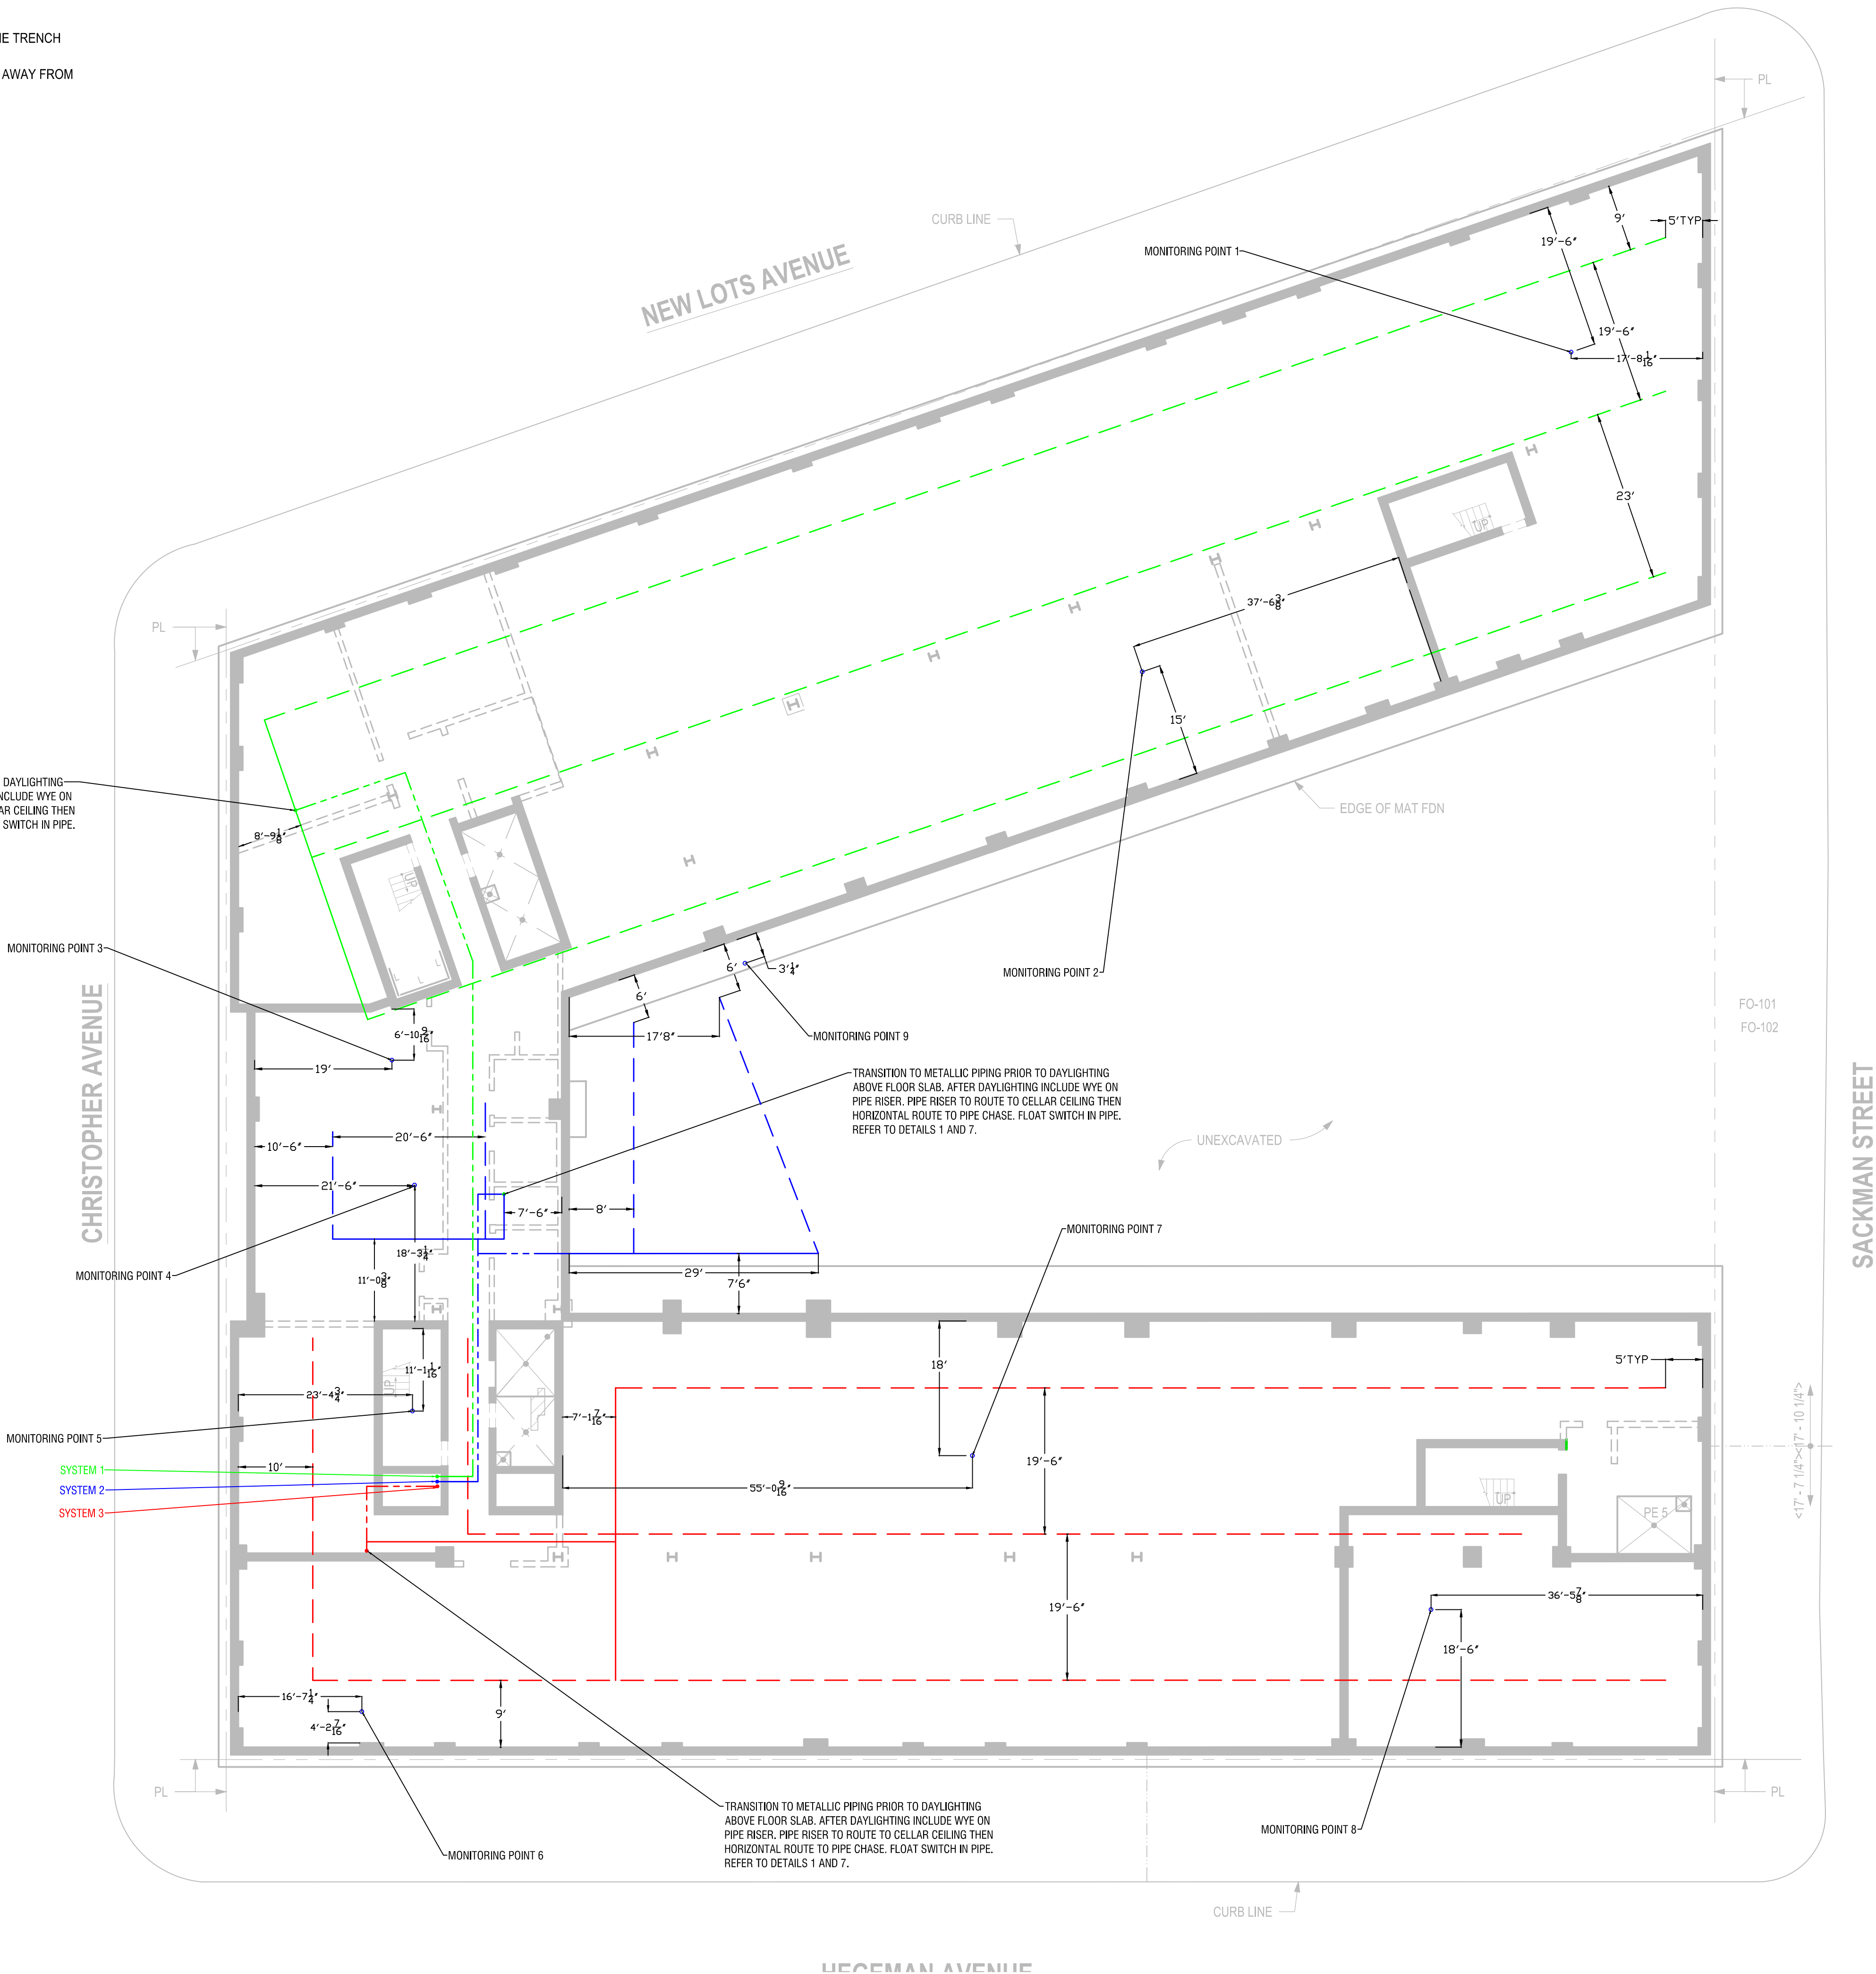 IE TRENCH
AWAY FROM
PL
CURB LINE
NEW LOTS AVENUE
MONITORING POINT 1
9'
5'TYP
19'-6"
19'-6"
17'-8 1/16"
23'
UP
37'-6 3/8"
PL
15'
DAYLIGHTING
NCLUDE WYE ON
AR CEILING THEN
SWITCH IN PIPE.
8'-9 1/8"
EDGE OF MAT FDN
UP
MONITORING POINT 3
6'
3' 1/4"
MONITORING POINT 2
6'
FO-101
FO-102
17'8"
MONITORING POINT 9
6'-10 9/16"
19'
CHRISTOPHER AVENUE
SACKMAN STREET
TRANSITION TO METALLIC PIPING PRIOR TO DAYLIGHTING
ABOVE FLOOR SLAB. AFTER DAYLIGHTING INCLUDE WYE ON
PIPE RISER. PIPE RISER TO ROUTE TO CELLAR CEILING THEN
HORIZONTAL ROUTE TO PIPE CHASE. FLOAT SWITCH IN PIPE.
REFER TO DETAILS 1 AND 7.
20'-6"
10'-6"
UNEXCAVATED
21'-6"
7'-6"
8'
MONITORING POINT 7
18'-3 1/4"
MONITORING POINT 4
11'-0 3/8"
29'
7'6"
18'
5'TYP
11'-1 1/16"
UP
23'-4 3/4"
7'-1 7/16"
<17' - 7 1/4"><17' - 10 1/4">
MONITORING POINT 5
19'-6"
10'
SYSTEM 1
SYSTEM 2
SYSTEM 3
55'-0 9/16"
UP
PE 5
36'-5 7/8"
19'-6"
18'-6"
16'-7 1/4"
4'-2 7/16"
9'
PL
PL
TRANSITION TO METALLIC PIPING PRIOR TO DAYLIGHTING
ABOVE FLOOR SLAB. AFTER DAYLIGHTING INCLUDE WYE ON
PIPE RISER. PIPE RISER TO ROUTE TO CELLAR CEILING THEN
HORIZONTAL ROUTE TO PIPE CHASE. FLOAT SWITCH IN PIPE.
REFER TO DETAILS 1 AND 7.
MONITORING POINT 8
MONITORING POINT 6
CURB LINE
HEGEMAN AVENUE